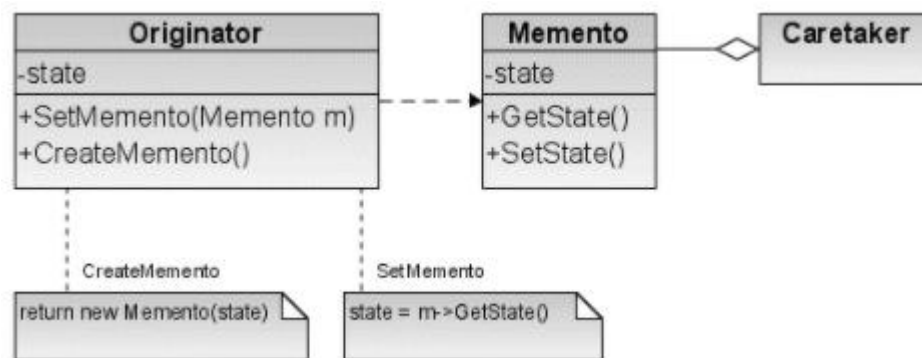 Originator
-state
+SetMemento(Memento m)
+CreateMemento()
Memento
-state
+GetState()
+SetState()
Caretaker
CreateMemento
return new Memento(state)
SetMemento
state = m->GetState()